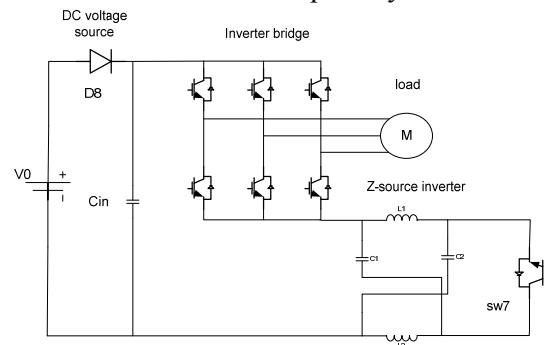 DC voltage
source
Inverter bridge
D8
load
M
V0
+
Cin
Z-source inverter
L1
C1
C2
sw7